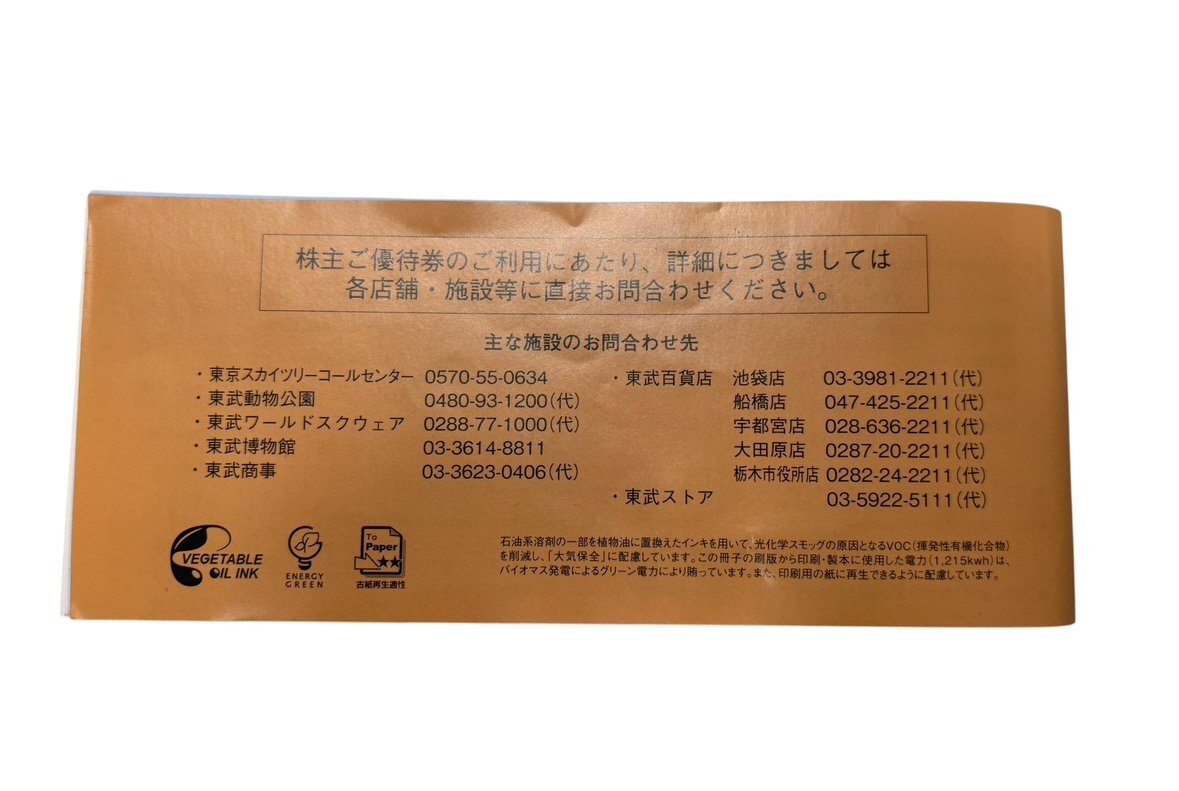 株主ご優待券のご利用にあたり、詳細につきましては
各店舗・施設等に直接お問合わせください。
主な施設のお問合わせ先
・東京スカイツリーコールセンター 0570-55-0634
・東武動物公園 0480-93-1200(代)
・東武ワールドスクウェア 0288-77-1000(代)
・東武博物館 03-3614-8811
・東武商事 03-3623-0406(代)
・東武百貨店 池袋店 03-3981-2211(代)
船橋店 047-425-2211(代)
宇都宮店 028-636-2211(代)
大田原店 0287-20-2211(代)
栃木市役所店 0282-24-2211(代)
・東武ストア 03-5922-5111(代)
VEGETABLE
OIL INK
ENERGY
GREEN
To
Paper
★★
古紙再生適性
石油系溶剤の一部を植物油に置換えたインキを用いて、光化学スモッグの原因となるVOC(揮発性有機化合物)
を削減し、「大気保全」に配慮しています。この冊子の刷版から印刷・製本に使用した電力(1,215kwh)は、
バイオマス発電によるグリーン電力により賄っています。また、印刷用の紙に再生できるように配慮しています。